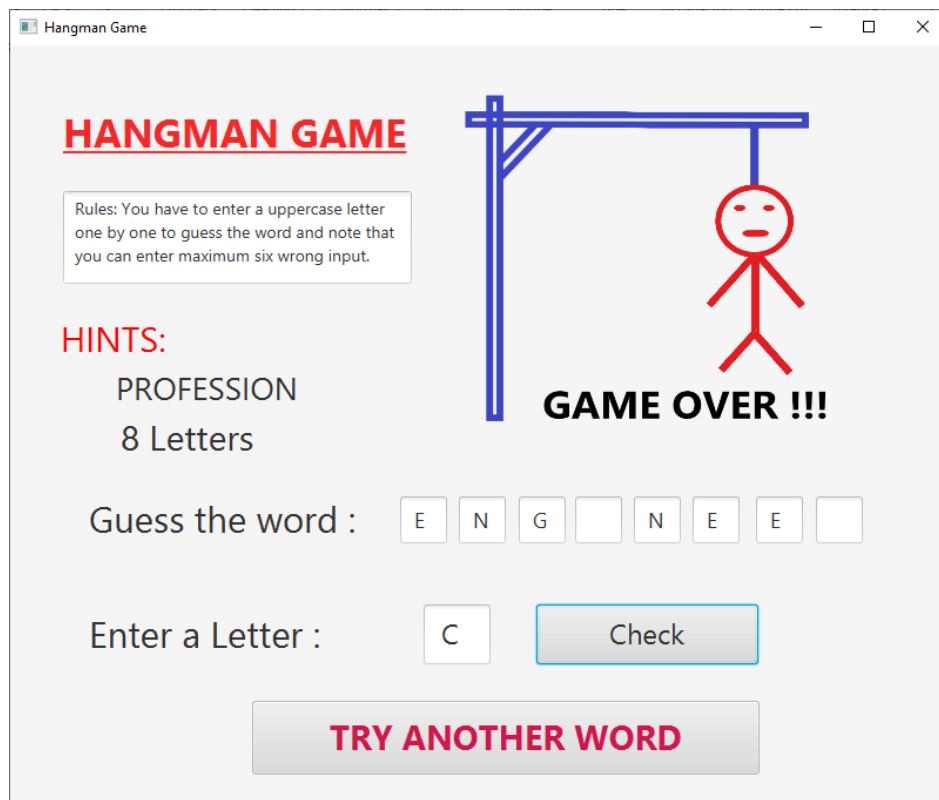 Hangman Game
HANGMAN GAME
Rules: You have to enter a uppercase letter
one by one to guess the word and note that
you can enter maximum six wrong input.
HINTS:
PROFESSION
8 Letters
GAME OVER !!!
Guess the word : E N G N E E
Enter a Letter : C Check
TRY ANOTHER WORD